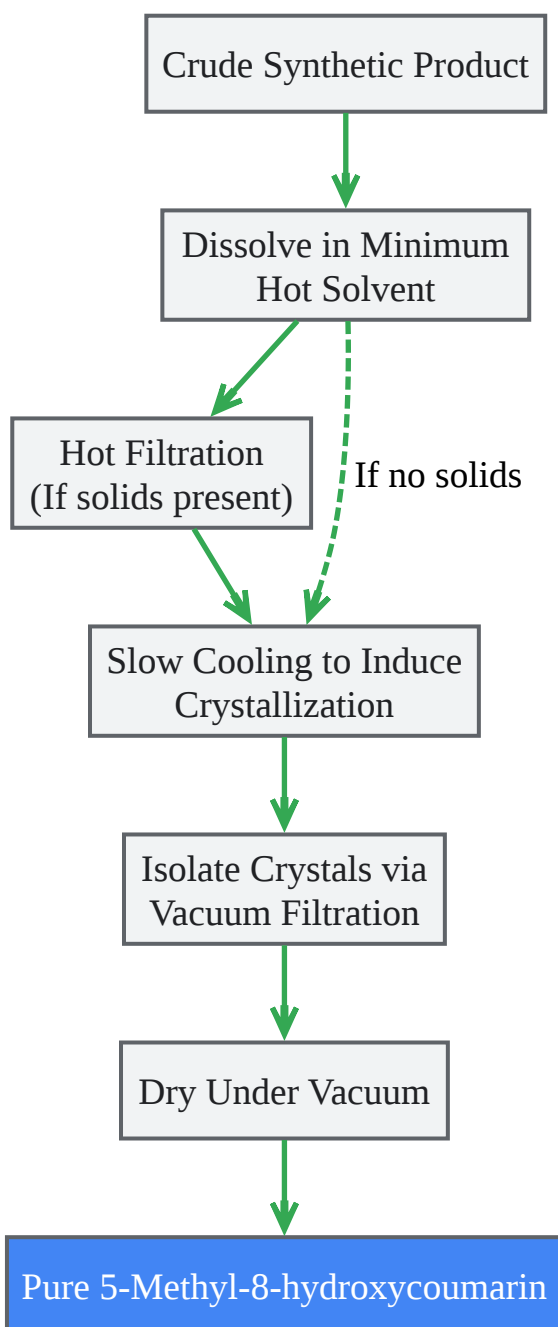 Crude Synthetic Product
Dissolve in Minimum
Hot Solvent
Hot Filtration
(If solids present)
If no solids
Slow Cooling to Induce
Crystallization
Isolate Crystals via
Vacuum Filtration
Dry Under Vacuum
Pure 5-Methyl-8-hydroxycoumarin